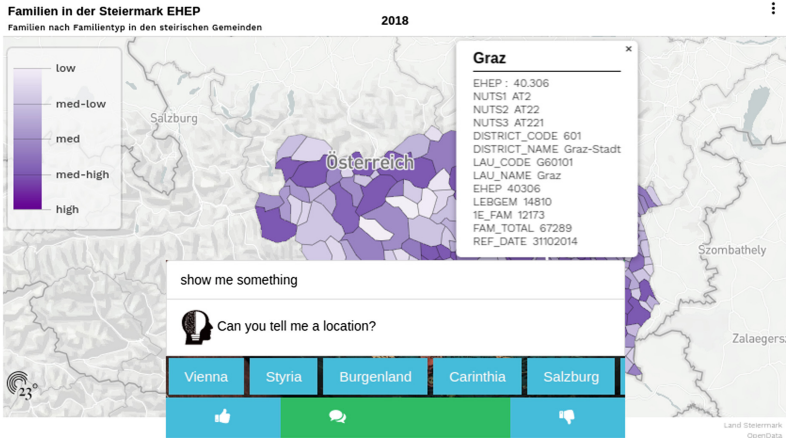 Familien in der Steiermark EHEP
Familien nach Familientyp in den steirischen Gemeinden
2018
low
med-low
med
med-high
high
Salzburg
Österreich
Graz
×
EHEP : 40.306
NUTS1 AT2
NUTS2 AT22
NUTS3 AT221
DISTRICT_CODE 601
DISTRICT_NAME Graz-Stadt
LAU_CODE G60101
LAU_NAME Graz
EHEP 40306
LEBGEM 14810
1E_FAM 12173
FAM_TOTAL 67289
REF_DATE 31102014
Szombathely
Zalaegers
show me something
Can you tell me a location?
Vienna
Styria
Burgenland
Carinthia
Salzburg
23°
Land Steiermark
OpenData